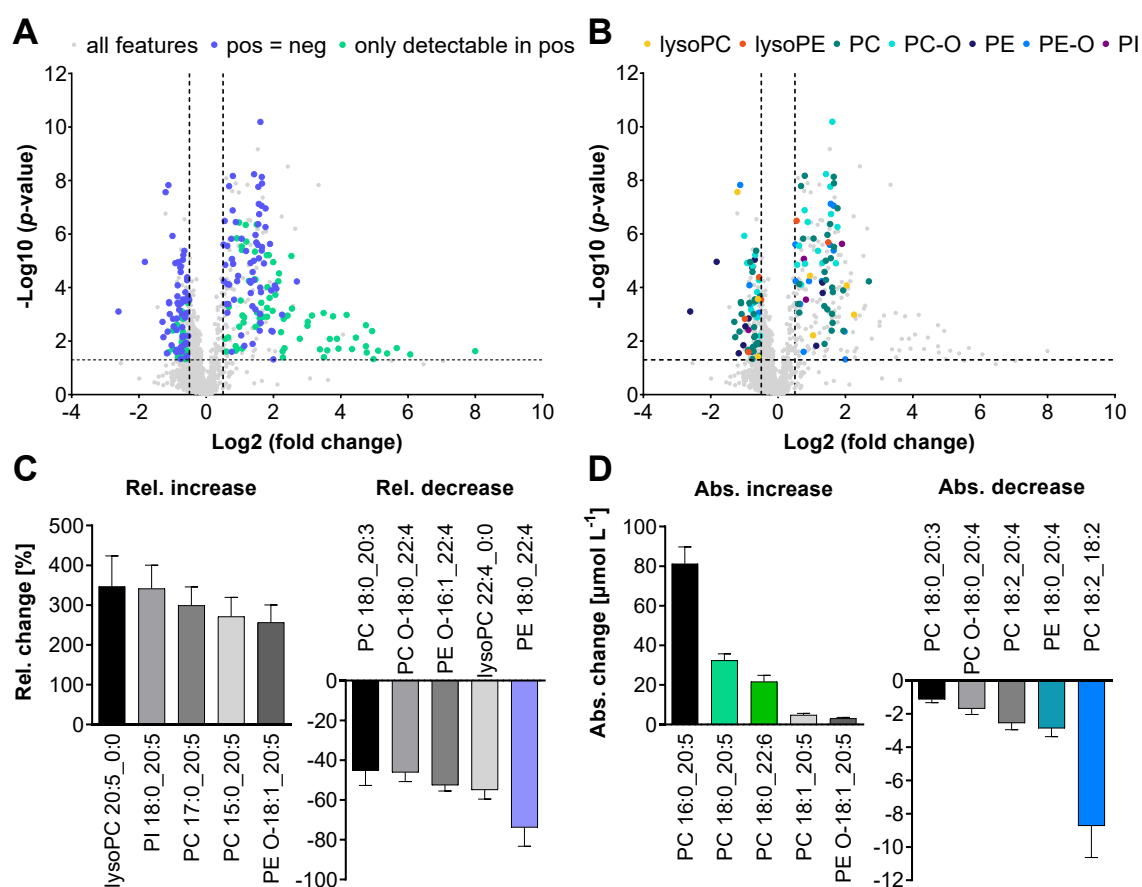 A
all features pos = neg only detectable in pos
12
10
8
6
4
2
0
-Log10 (p-value)
-4 -2 0 2 4 6 8 10
Log2 (fold change)
B
lysoPC lysoPE PC PC-O PE PE-O PI
12
10
8
6
4
2
0
-Log10 (p-value)
-4 -2 0 2 4 6 8 10
Log2 (fold change)
C
Rel. increase
500
400
300
200
100
0
Rel. change [%]
lysoPC 20:5_0:0
PI 18:0_20:5
PC 17:0_20:5
PC 15:0_20:5
PE O-18:1_20:5
Rel. decrease
PC 18:0_20:3
PC O-18:0_22:4
PE O-16:1_22:4
lysoPC 22:4_0:0
PE 18:0_22:4
0
-20
-40
-60
-80
-100
D
Abs. increase
100
80
60
40
20
0
Abs. change [µmol L⁻¹]
PC 16:0_20:5
PC 18:0_20:5
PC 18:0_22:6
PC 18:1_20:5
PE O-18:1_20:5
Abs. decrease
PC 18:0_20:3
PC O-18:0_20:4
PC 18:2_20:4
PE 18:0_20:4
PC 18:2_18:2
0
-2
-4
-6
-8
-10
-12